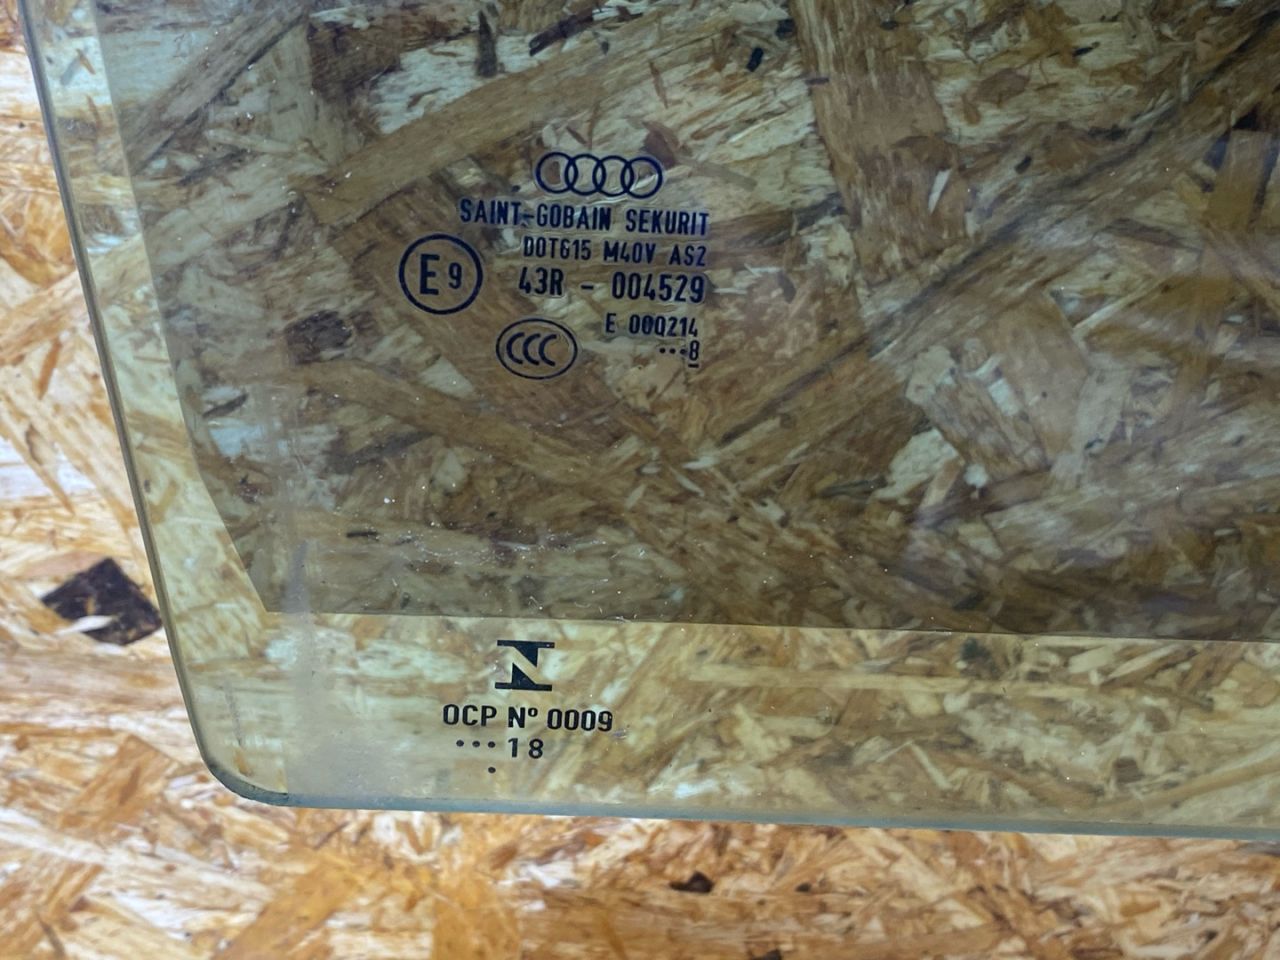 SAINT-GOBAIN SEKURIT
DOT615 M40V AS2
E9 43R - 004529
E 000214
CCC
...8
OCP Nº 0009
...18
.